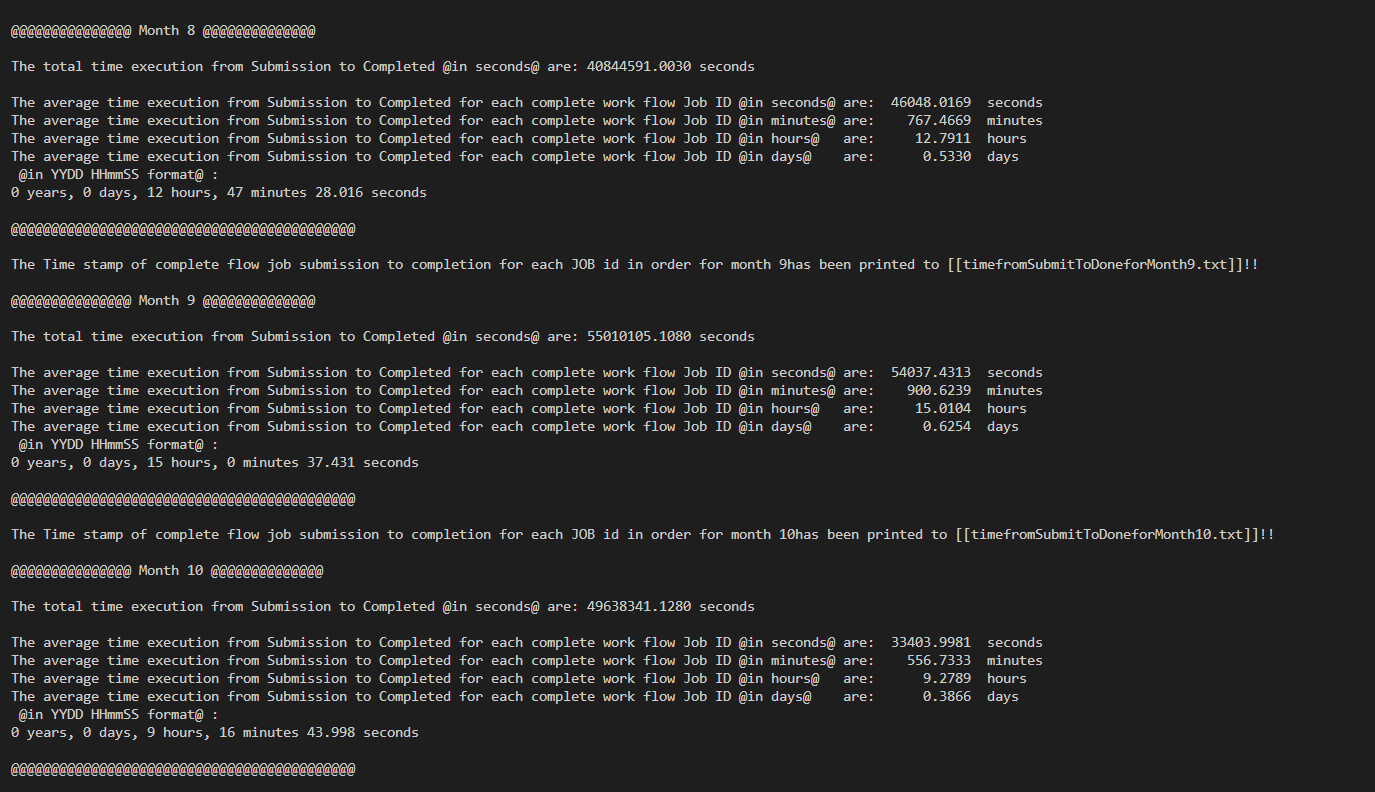 @@@@@@@@@@@@@@@ Month 8 @@@@@@@@@@@@@@
The total time execution from Submission to Completed @in seconds@ are: 40844591.0030 seconds
The average time execution from Submission to Completed for each complete work flow Job ID @in seconds@ are:  46048.0169  seconds
The average time execution from Submission to Completed for each complete work flow Job ID @in minutes@ are:    767.4669  minutes
The average time execution from Submission to Completed for each complete work flow Job ID @in hours@   are:     12.7911  hours
The average time execution from Submission to Completed for each complete work flow Job ID @in days@    are:      0.5330  days
 @in YYDD HHmmSS format@ :
0 years, 0 days, 12 hours, 47 minutes 28.016 seconds
@@@@@@@@@@@@@@@@@@@@@@@@@@@@@@@@@@@@@@@@@@@
The Time stamp of complete flow job submission to completion for each JOB id in order for month 9has been printed to [[timefromSubmitToDoneforMonth9.txt]]!!
@@@@@@@@@@@@@@@ Month 9 @@@@@@@@@@@@@@
The total time execution from Submission to Completed @in seconds@ are: 55010105.1080 seconds
The average time execution from Submission to Completed for each complete work flow Job ID @in seconds@ are:  54037.4313  seconds
The average time execution from Submission to Completed for each complete work flow Job ID @in minutes@ are:    900.6239  minutes
The average time execution from Submission to Completed for each complete work flow Job ID @in hours@   are:     15.0104  hours
The average time execution from Submission to Completed for each complete work flow Job ID @in days@    are:      0.6254  days
 @in YYDD HHmmSS format@ :
0 years, 0 days, 15 hours, 0 minutes 37.431 seconds
@@@@@@@@@@@@@@@@@@@@@@@@@@@@@@@@@@@@@@@@@@@
The Time stamp of complete flow job submission to completion for each JOB id in order for month 10has been printed to [[timefromSubmitToDoneforMonth10.txt]]!!
@@@@@@@@@@@@@@@ Month 10 @@@@@@@@@@@@@@
The total time execution from Submission to Completed @in seconds@ are: 49638341.1280 seconds
The average time execution from Submission to Completed for each complete work flow Job ID @in seconds@ are:  33403.9981  seconds
The average time execution from Submission to Completed for each complete work flow Job ID @in minutes@ are:    556.7333  minutes
The average time execution from Submission to Completed for each complete work flow Job ID @in hours@   are:      9.2789  hours
The average time execution from Submission to Completed for each complete work flow Job ID @in days@    are:      0.3866  days
 @in YYDD HHmmSS format@ :
0 years, 0 days, 9 hours, 16 minutes 43.998 seconds
@@@@@@@@@@@@@@@@@@@@@@@@@@@@@@@@@@@@@@@@@@@